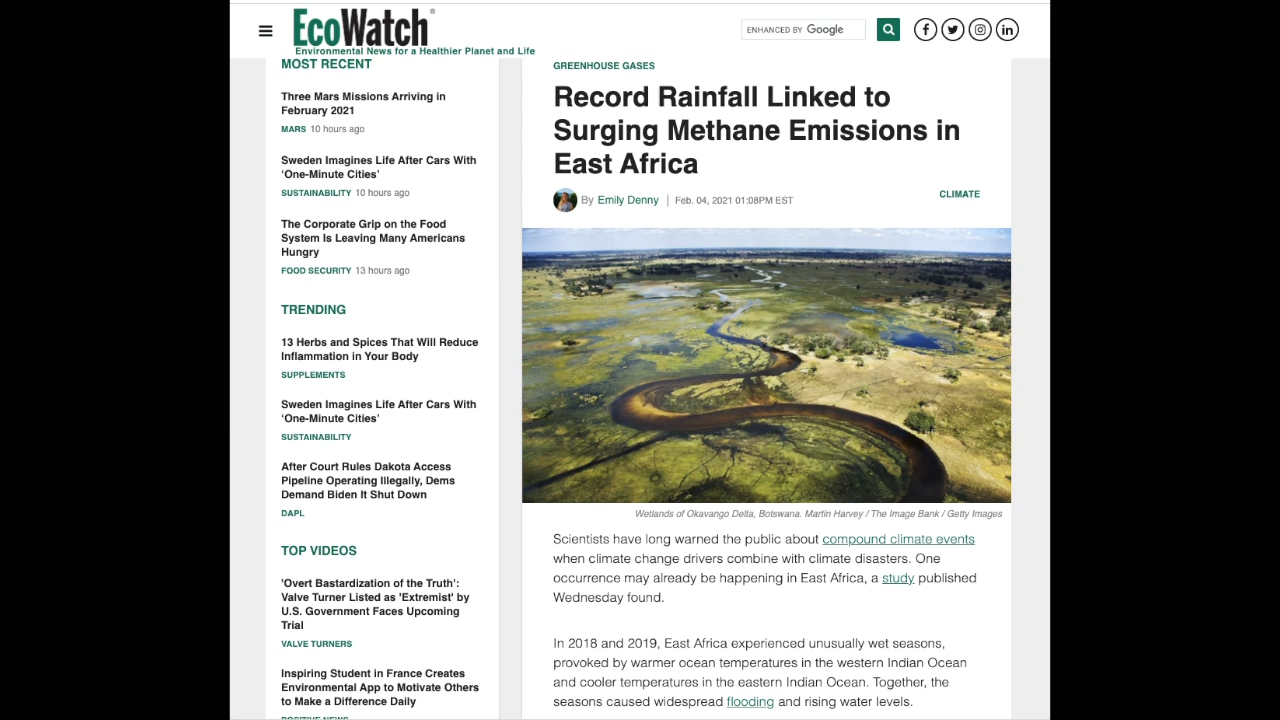 EcoWatch®
Environmental News for a Healthier Planet and Life
ENHANCED BY Google
MOST RECENT
Three Mars Missions Arriving in
February 2021
MARS 10 hours ago
Sweden Imagines Life After Cars With
‘One-Minute Cities’
SUSTAINABILITY 10 hours ago
The Corporate Grip on the Food
System Is Leaving Many Americans
Hungry
FOOD SECURITY 13 hours ago
TRENDING
13 Herbs and Spices That Will Reduce
Inflammation in Your Body
SUPPLEMENTS
Sweden Imagines Life After Cars With
‘One-Minute Cities’
SUSTAINABILITY
After Court Rules Dakota Access
Pipeline Operating Illegally, Dems
Demand Biden It Shut Down
DAPL
TOP VIDEOS
'Overt Bastardization of the Truth':
Valve Turner Listed as 'Extremist' by
U.S. Government Faces Upcoming
Trial
VALVE TURNERS
Inspiring Student in France Creates
Environmental App to Motivate Others
to Make a Difference Daily
POSITIVE NEWS
GREENHOUSE GASES
Record Rainfall Linked to
Surging Methane Emissions in
East Africa
By Emily Denny | Feb. 04, 2021 01:08PM EST
CLIMATE
Wetlands of Okavango Delta, Botswana. Martin Harvey / The Image Bank / Getty Images
Scientists have long warned the public about compound climate events
when climate change drivers combine with climate disasters. One
occurrence may already be happening in East Africa, a study published
Wednesday found.
In 2018 and 2019, East Africa experienced unusually wet seasons,
provoked by warmer ocean temperatures in the western Indian Ocean
and cooler temperatures in the eastern Indian Ocean. Together, the
seasons caused widespread flooding and rising water levels.